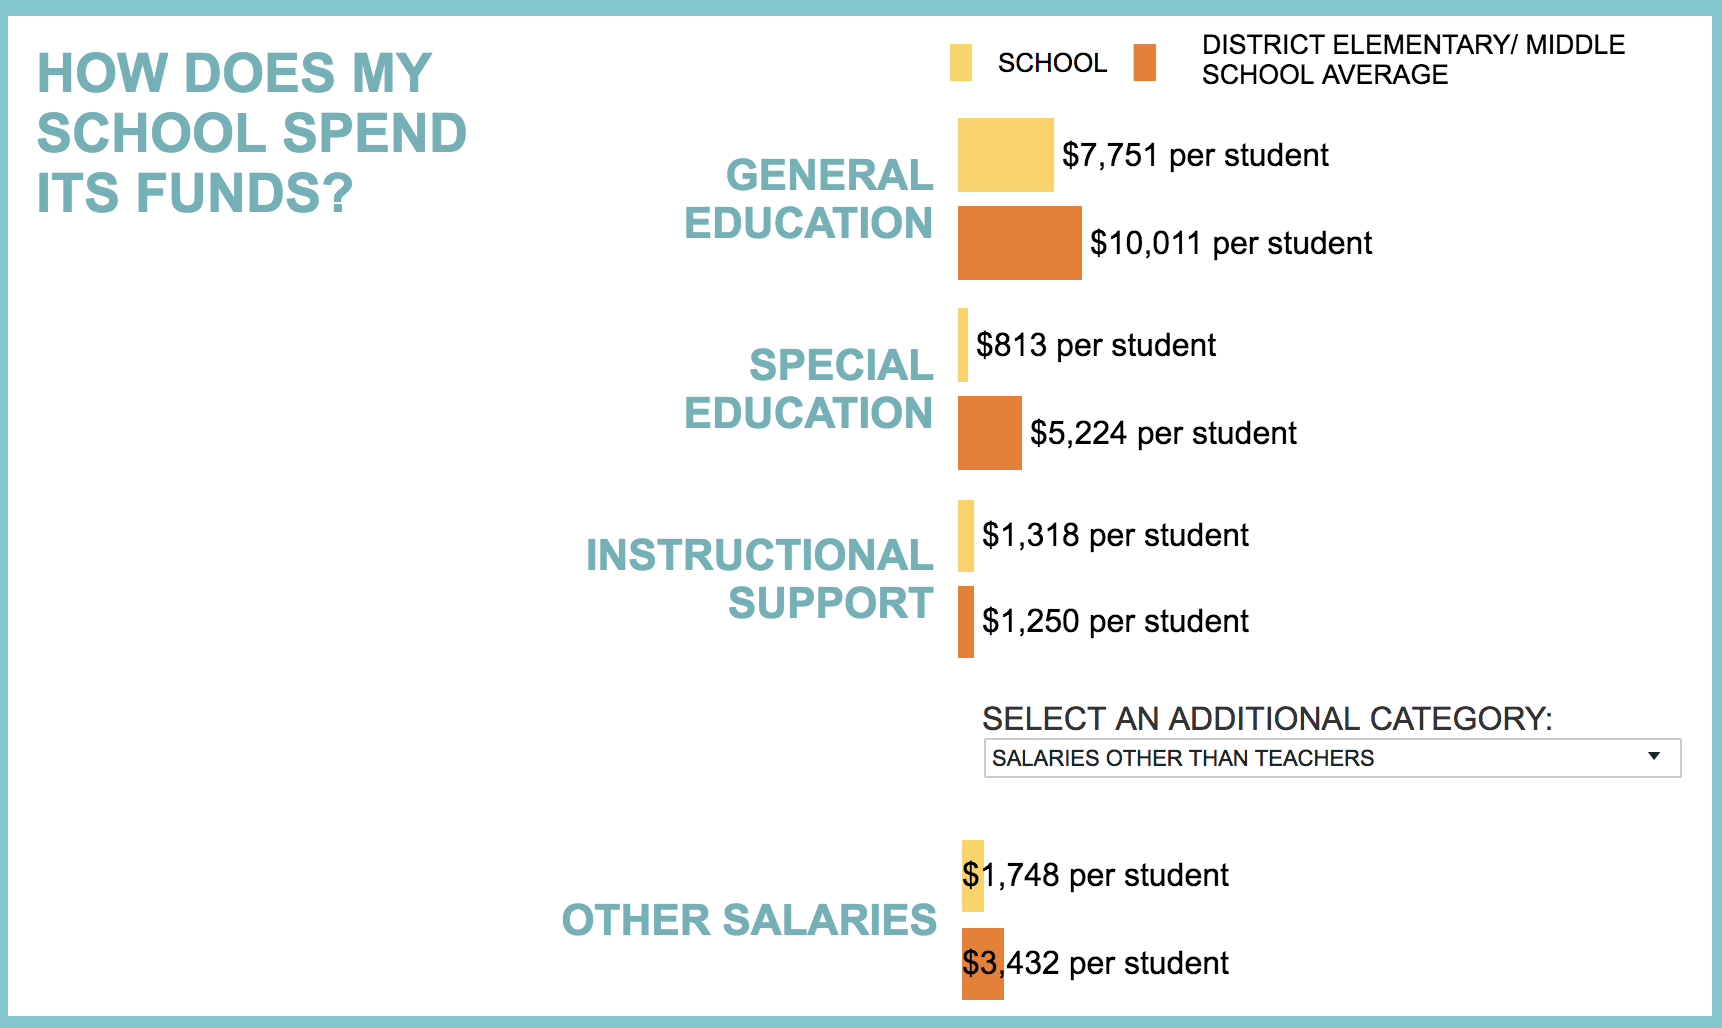 HOW DOES MY
SCHOOL SPEND
ITS FUNDS?
SCHOOL
DISTRICT ELEMENTARY/ MIDDLE
SCHOOL AVERAGE
GENERAL
EDUCATION
$7,751 per student
$10,011 per student
SPECIAL
EDUCATION
$813 per student
$5,224 per student
INSTRUCTIONAL
SUPPORT
$1,318 per student
$1,250 per student
SELECT AN ADDITIONAL CATEGORY:
SALARIES OTHER THAN TEACHERS
OTHER SALARIES
$1,748 per student
$3,432 per student